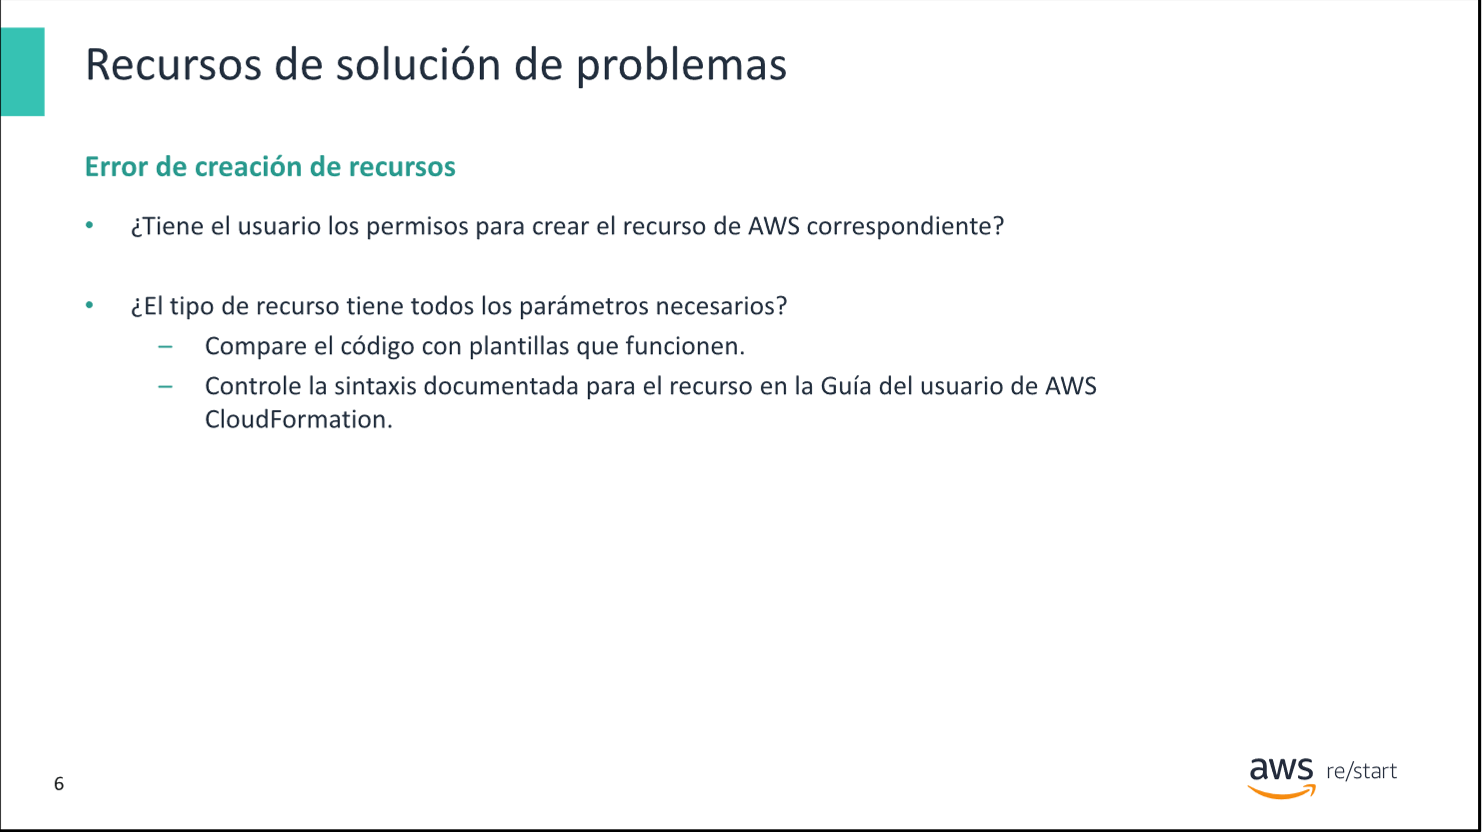 Recursos de solución de problemas
Error de creación de recursos
• ¿Tiene el usuario los permisos para crear el recurso de AWS correspondiente?
• ¿El tipo de recurso tiene todos los parámetros necesarios?
– Compare el código con plantillas que funcionen.
– Controle la sintaxis documentada para el recurso en la Guía del usuario de AWS
CloudFormation.
6
aws re/start